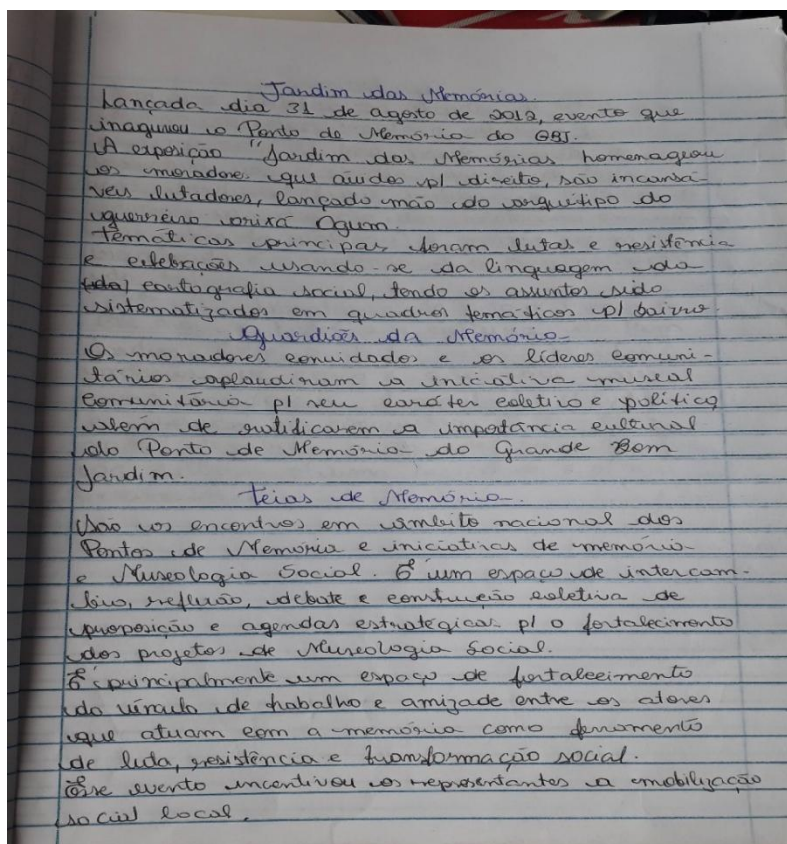 Jardim das Memórias.
Lançada dia 31 de agosto de 2012, evento que
inagurou o Ponto de Memória do GBJ.
A exposição "Jardim das Memórias homenageou
os moradores que ávidos p/ direito, são incansá-
veis lutadores, lançado mão do arquétipo do
guerreiro orixá Ogum.
Temáticas principas foram lutas e resistência
e celebrações usando-se da linguagem da
(da) cartografia social, tendo os assuntos sido
sistematizados em quadros temáticos p/ bairro.
Guardiões da Memória
Os moradores convidados e os líderes comuni-
tários aplaudiram a iniciativa museal
comunitária p/ seu caráter coletivo e político
além de ratificarem a importância cultural
do Ponto de Memória do Grande Bom
Jardim.
Teias de Memória
São os encontros em âmbito nacional dos
Pontos de Memória e iniciativas de memória
e Museologia Social. É um espaço de intercam-
bio, reflexão, debate e construção coletiva de
proposição e agendas estratégicas p/ o fortalecimento
dos projetos de Museologia Social.
É principalmente um espaço de fortalecimento
do vínculo de trabalho e amizade entre os atores
que atuam com a memória como
de luta, resistência e transformação social.
Esse evento incentivou os representantes a mobilização
social local.